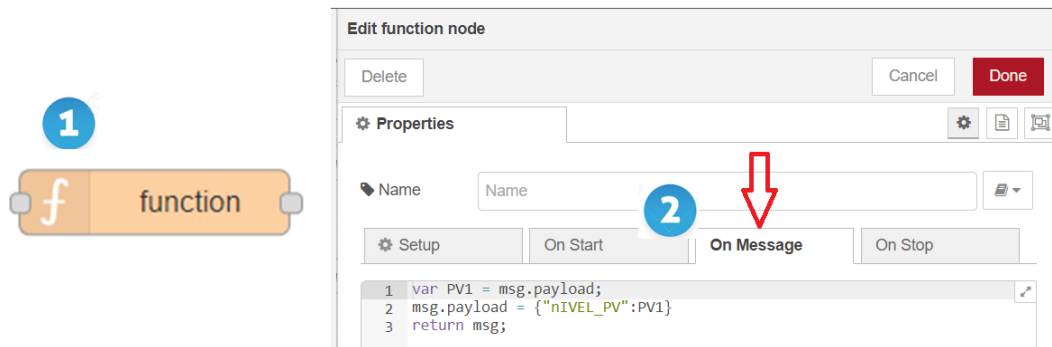 Edit function node
Delete
Cancel
Done
1
Properties
Name
Name
function
2
Setup
On Start
On Message
On Stop
1 var PV1 = msg.payload;
2 msg.payload = {"nIVEL_PV":PV1}
3 return msg;